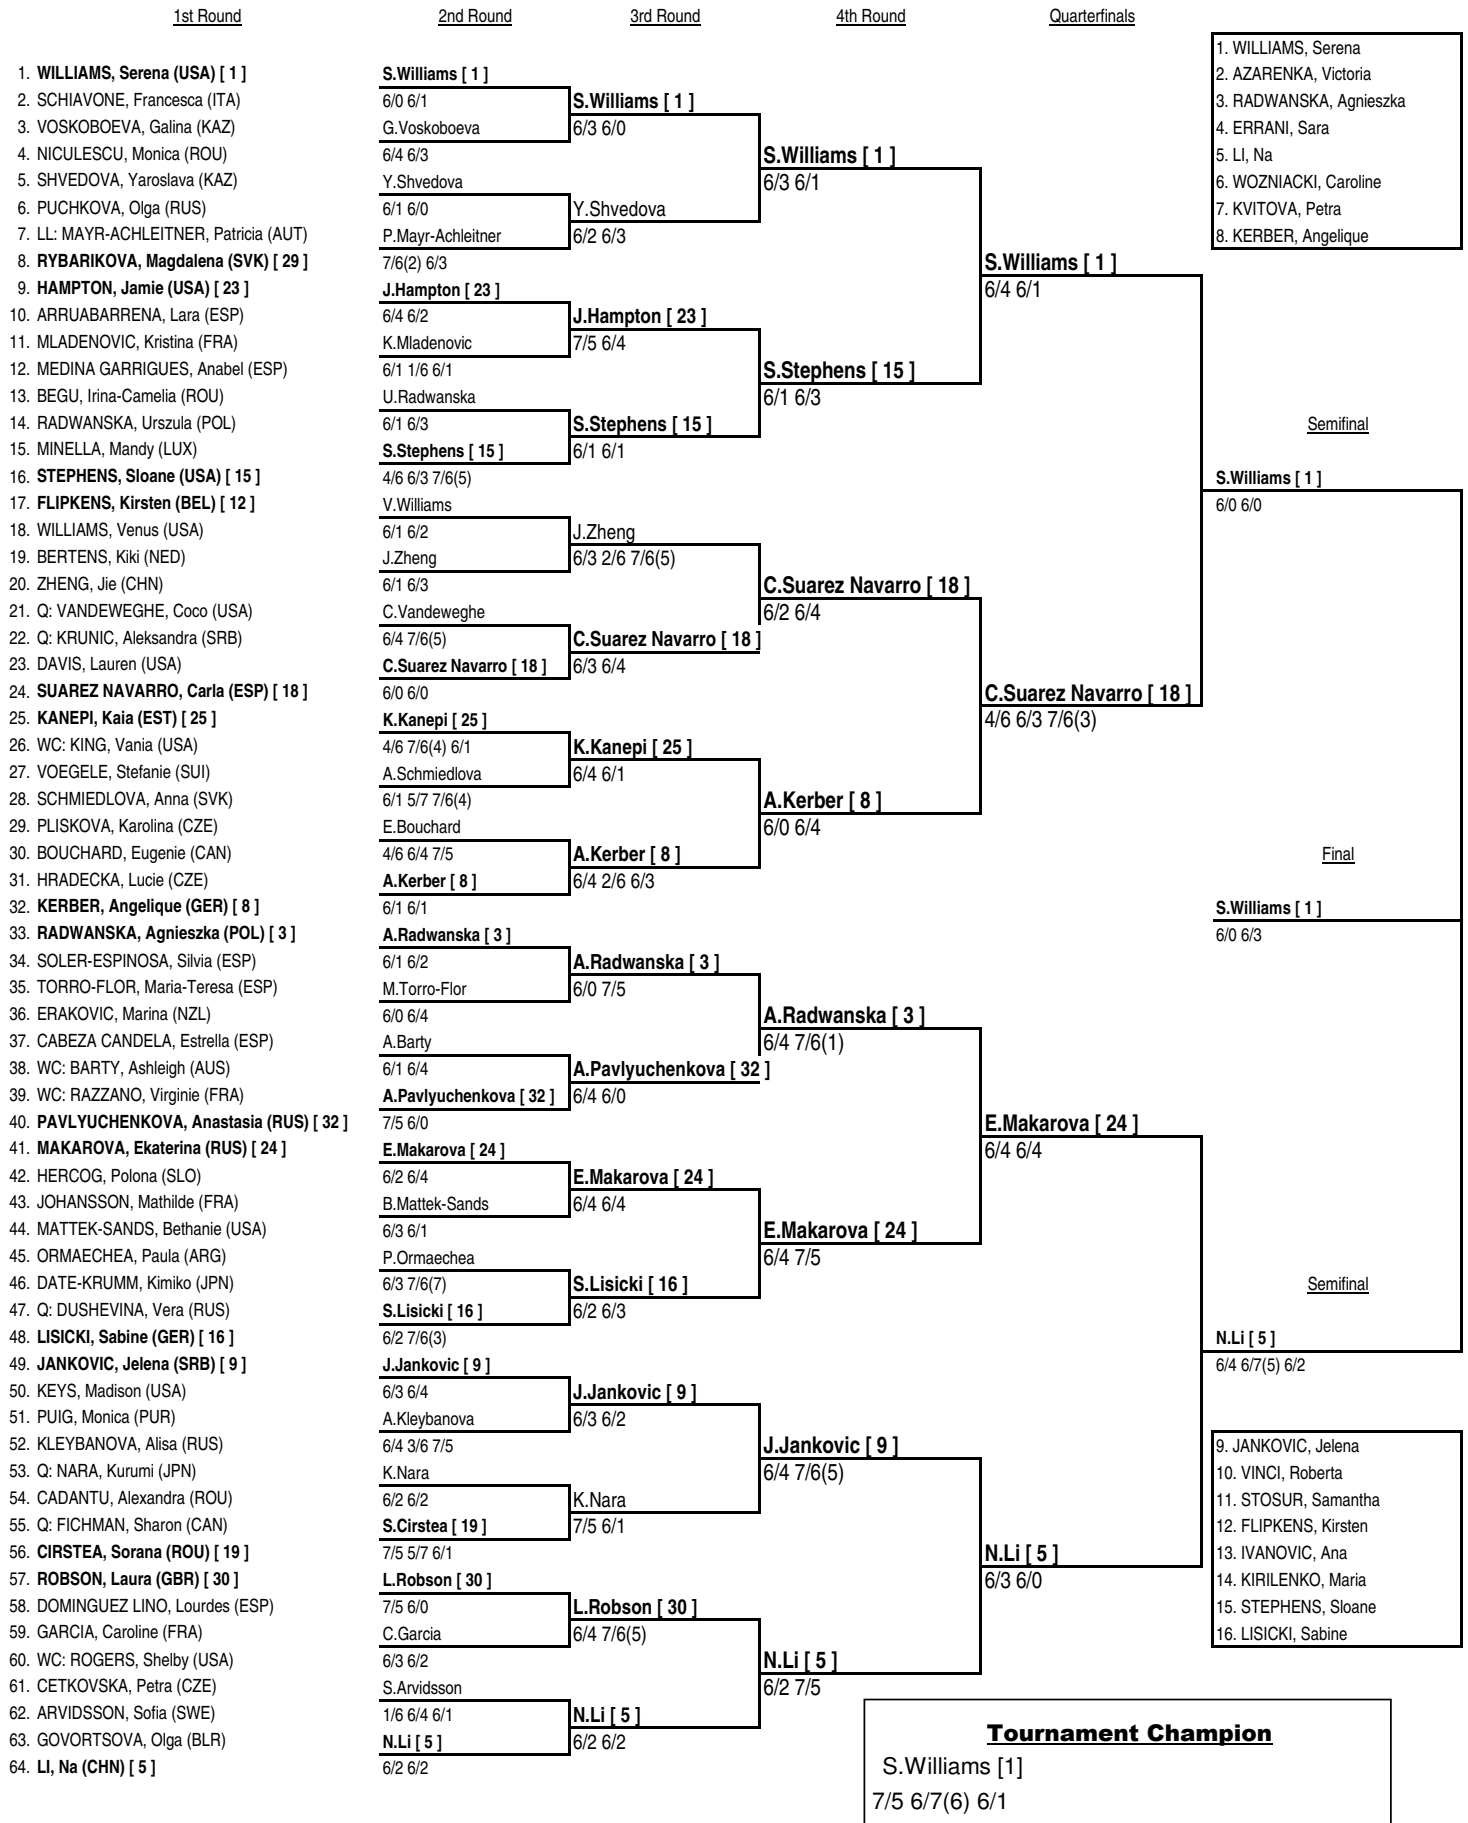 1st Round
2nd Round
3rd Round
4th Round
Quarterfinals
1. WILLIAMS, Serena (USA) [ 1 ]
2. SCHIAVONE, Francesca (ITA)
3. VOSKOBOEVA, Galina (KAZ)
4. NICULESCU, Monica (ROU)
5. SHVEDOVA, Yaroslava (KAZ)
6. PUCHKOVA, Olga (RUS)
7. LL: MAYR-ACHLEITNER, Patricia (AUT)
8. RYBARIKOVA, Magdalena (SVK) [ 29 ]
9. HAMPTON, Jamie (USA) [ 23 ]
10. ARRUABARRENA, Lara (ESP)
11. MLADENOVIC, Kristina (FRA)
12. MEDINA GARRIGUES, Anabel (ESP)
13. BEGU, Irina-Camelia (ROU)
14. RADWANSKA, Urszula (POL)
15. MINELLA, Mandy (LUX)
16. STEPHENS, Sloane (USA) [ 15 ]
17. FLIPKENS, Kirsten (BEL) [ 12 ]
18. WILLIAMS, Venus (USA)
19. BERTENS, Kiki (NED)
20. ZHENG, Jie (CHN)
21. Q: VANDEWEGHE, Coco (USA)
22. Q: KRUNIC, Aleksandra (SRB)
23. DAVIS, Lauren (USA)
24. SUAREZ NAVARRO, Carla (ESP) [ 18 ]
25. KANEPI, Kaia (EST) [ 25 ]
26. WC: KING, Vania (USA)
27. VOEGELE, Stefanie (SUI)
28. SCHMIEDLOVA, Anna (SVK)
29. PLISKOVA, Karolina (CZE)
30. BOUCHARD, Eugenie (CAN)
31. HRADECKA, Lucie (CZE)
32. KERBER, Angelique (GER) [ 8 ]
33. RADWANSKA, Agnieszka (POL) [ 3 ]
34. SOLER-ESPINOSA, Silvia (ESP)
35. TORRO-FLOR, Maria-Teresa (ESP)
36. ERAKOVIC, Marina (NZL)
37. CABEZA CANDELA, Estrella (ESP)
38. WC: BARTY, Ashleigh (AUS)
39. WC: RAZZANO, Virginie (FRA)
40. PAVLYUCHENKOVA, Anastasia (RUS) [ 32 ]
41. MAKAROVA, Ekaterina (RUS) [ 24 ]
42. HERCOG, Polona (SLO)
43. JOHANSSON, Mathilde (FRA)
44. MATTEK-SANDS, Bethanie (USA)
45. ORMAECHEA, Paula (ARG)
46. DATE-KRUMM, Kimiko (JPN)
47. Q: DUSHEVINA, Vera (RUS)
48. LISICKI, Sabine (GER) [ 16 ]
49. JANKOVIC, Jelena (SRB) [ 9 ]
50. KEYS, Madison (USA)
51. PUIG, Monica (PUR)
52. KLEYBANOVA, Alisa (RUS)
53. Q: NARA, Kurumi (JPN)
54. CADANTU, Alexandra (ROU)
55. Q: FICHMAN, Sharon (CAN)
56. CIRSTEA, Sorana (ROU) [ 19 ]
57. ROBSON, Laura (GBR) [ 30 ]
58. DOMINGUEZ LINO, Lourdes (ESP)
59. GARCIA, Caroline (FRA)
60. WC: ROGERS, Shelby (USA)
61. CETKOVSKA, Petra (CZE)
62. ARVIDSSON, Sofia (SWE)
63. GOVORTSOVA, Olga (BLR)
64. LI, Na (CHN) [ 5 ]
S.Williams [ 1 ]
6/0 6/1
G.Voskoboeva
6/4 6/3
Y.Shvedova
6/1 6/0
P.Mayr-Achleitner
7/6(2) 6/3
J.Hampton [ 23 ]
6/4 6/2
K.Mladenovic
6/1 1/6 6/1
U.Radwanska
6/1 6/3
S.Stephens [ 15 ]
4/6 6/3 7/6(5)
V.Williams
6/1 6/2
J.Zheng
6/1 6/3
C.Vandeweghe
6/4 7/6(5)
C.Suarez Navarro [ 18 ]
6/0 6/0
K.Kanepi [ 25 ]
4/6 7/6(4) 6/1
A.Schmiedlova
6/1 5/7 7/6(4)
E.Bouchard
4/6 6/4 7/5
A.Kerber [ 8 ]
6/1 6/1
A.Radwanska [ 3 ]
6/1 6/2
M.Torro-Flor
6/0 6/4
A.Barty
6/1 6/4
A.Pavlyuchenkova [ 32 ]
7/5 6/0
E.Makarova [ 24 ]
6/2 6/4
B.Mattek-Sands
6/3 6/1
P.Ormaechea
6/3 7/6(7)
S.Lisicki [ 16 ]
6/2 7/6(3)
J.Jankovic [ 9 ]
6/3 6/4
A.Kleybanova
6/4 3/6 7/5
K.Nara
6/2 6/2
S.Cirstea [ 19 ]
7/5 5/7 6/1
L.Robson [ 30 ]
7/5 6/0
C.Garcia
6/3 6/2
S.Arvidsson
1/6 6/4 6/1
N.Li [ 5 ]
6/2 6/2
S.Williams [ 1 ]
6/3 6/0
Y.Shvedova
6/2 6/3
J.Hampton [ 23 ]
7/5 6/4
S.Stephens [ 15 ]
6/1 6/1
J.Zheng
6/3 2/6 7/6(5)
C.Suarez Navarro [ 18 ]
6/3 6/4
K.Kanepi [ 25 ]
6/4 6/1
A.Kerber [ 8 ]
6/4 2/6 6/3
A.Radwanska [ 3 ]
6/0 7/5
A.Pavlyuchenkova [ 32 ]
6/4 6/0
E.Makarova [ 24 ]
6/4 6/4
S.Lisicki [ 16 ]
6/2 6/3
J.Jankovic [ 9 ]
6/3 6/2
K.Nara
7/5 6/1
L.Robson [ 30 ]
6/4 7/6(5)
N.Li [ 5 ]
6/2 6/2
S.Williams [ 1 ]
6/3 6/1
S.Stephens [ 15 ]
6/1 6/3
C.Suarez Navarro [ 18 ]
6/2 6/4
A.Kerber [ 8 ]
6/0 6/4
A.Radwanska [ 3 ]
6/4 7/6(1)
E.Makarova [ 24 ]
6/4 7/5
J.Jankovic [ 9 ]
6/4 7/6(5)
N.Li [ 5 ]
6/2 7/5
S.Williams [ 1 ]
6/4 6/1
C.Suarez Navarro [ 18 ]
4/6 6/3 7/6(3)
E.Makarova [ 24 ]
6/4 6/4
N.Li [ 5 ]
6/3 6/0
1. WILLIAMS, Serena
2. AZARENKA, Victoria
3. RADWANSKA, Agnieszka
4. ERRANI, Sara
5. LI, Na
6. WOZNIACKI, Caroline
7. KVITOVA, Petra
8. KERBER, Angelique
Semifinal
S.Williams [ 1 ]
6/0 6/0
Final
S.Williams [ 1 ]
6/0 6/3
Semifinal
N.Li [ 5 ]
6/4 6/7(5) 6/2
9. JANKOVIC, Jelena
10. VINCI, Roberta
11. STOSUR, Samantha
12. FLIPKENS, Kirsten
13. IVANOVIC, Ana
14. KIRILENKO, Maria
15. STEPHENS, Sloane
16. LISICKI, Sabine
Tournament Champion
S.Williams [1]
7/5 6/7(6) 6/1